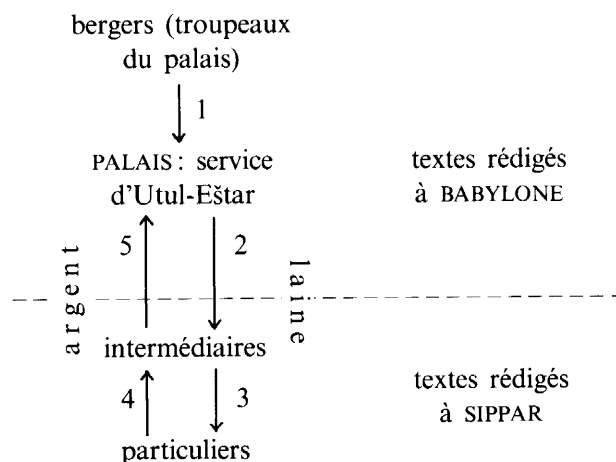 bergers (troupeaux
du palais)
1
PALAIS : service
d'Utul-Eštar
textes rédigés
à BABYLONE
5
2
argent
laine
intermédiaires
4
3
textes rédigés
à SIPPAR
particuliers